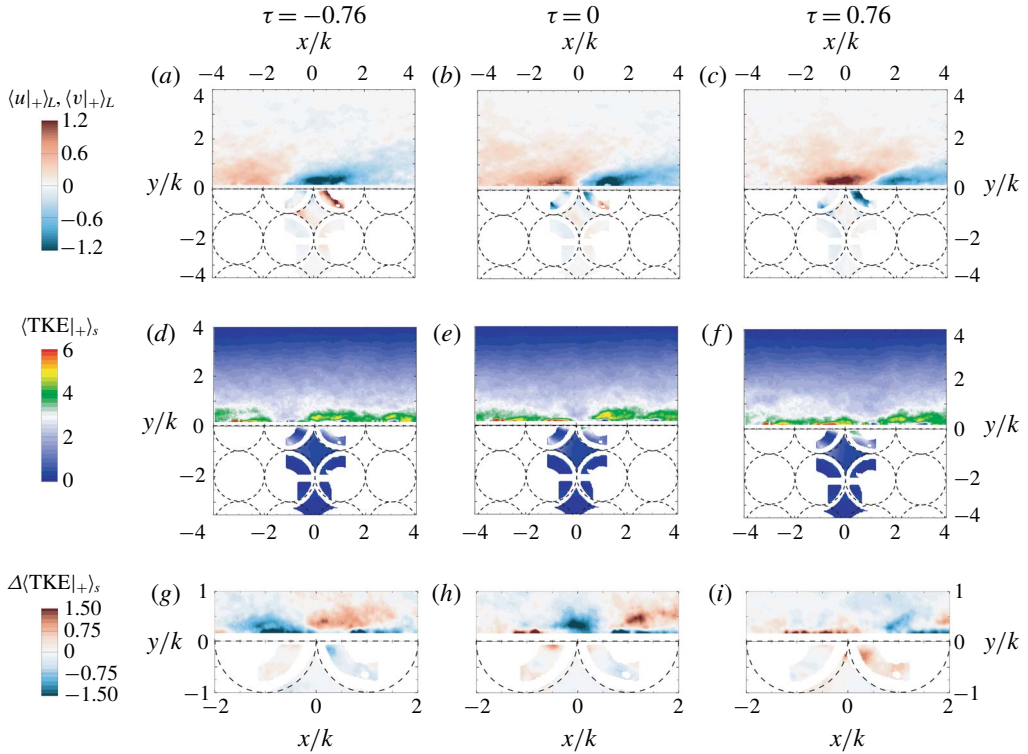 τ = −0.76 τ = 0 τ = 0.76
x/k x/k x/k
(a) −4 −2 0 2 4 (b) −4 −2 0 2 4 (c) −4 −2 0 2 4
⟨u|+⟩L, ⟨v|+⟩L
1.2
0.6
0
−0.6
−1.2
4
2
y/k 0
−2
−4
4
2
0 y/k
−2
−4
⟨TKE|+⟩s
6
4
2
0
(d) (e) (f)
4
2
y/k 0
−2
4
2
0 y/k
−2
−4
−4 −2 0 2 4 −4 −2 0 2 4 −4 −2 0 2 4
Δ⟨TKE|+⟩s
1.50
0.75
0
−0.75
−1.50
(g) (h) (i)
1
y/k 0
−1
1
0 y/k
−1
−2 0 2 −2 0 2 −2 0 2
x/k x/k x/k